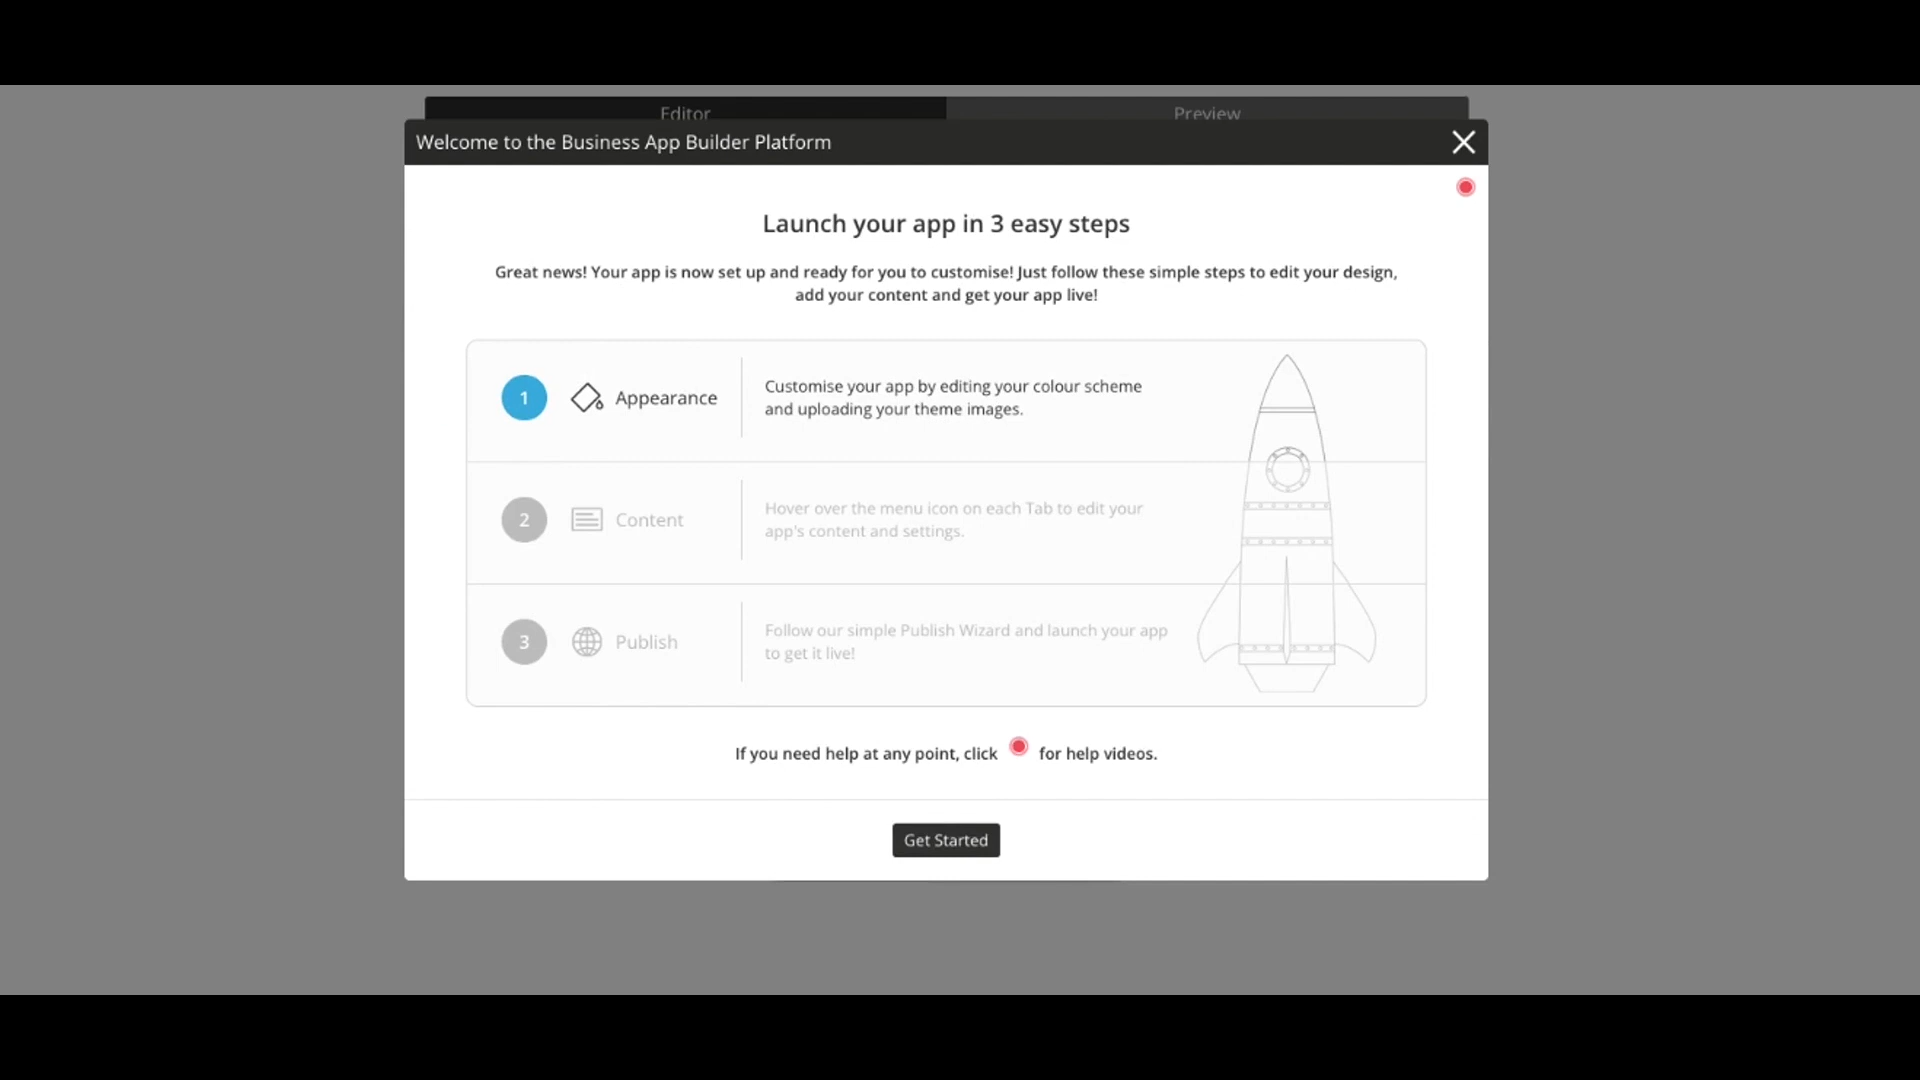 Editor
Preview
Welcome to the Business App Builder Platform
Launch your app in 3 easy steps
Great news! Your app is now set up and ready for you to customise! Just follow these simple steps to edit your design,
add your content and get your app live!
1
Appearance
Customise your app by editing your colour scheme
and uploading your theme images.
2
Content
Hover over the menu icon on each Tab to edit your
app's content and settings.
3
Publish
Follow our simple Publish Wizard and launch your app
to get it live!
If you need help at any point, click for help videos.
Get Started